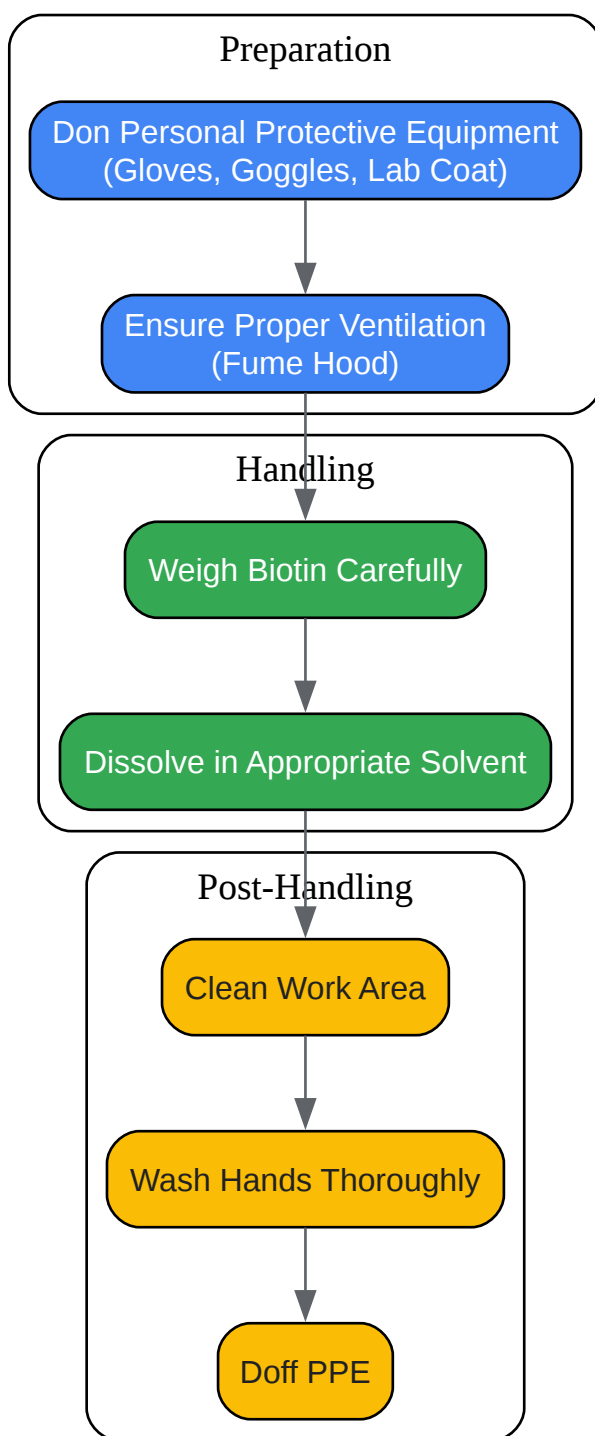 Preparation
Don Personal Protective Equipment
(Gloves, Goggles, Lab Coat)
Ensure Proper Ventilation
(Fume Hood)
Handling
Weigh Biotin Carefully
Dissolve in Appropriate Solvent
Post-Handling
Clean Work Area
Wash Hands Thoroughly
Doff PPE